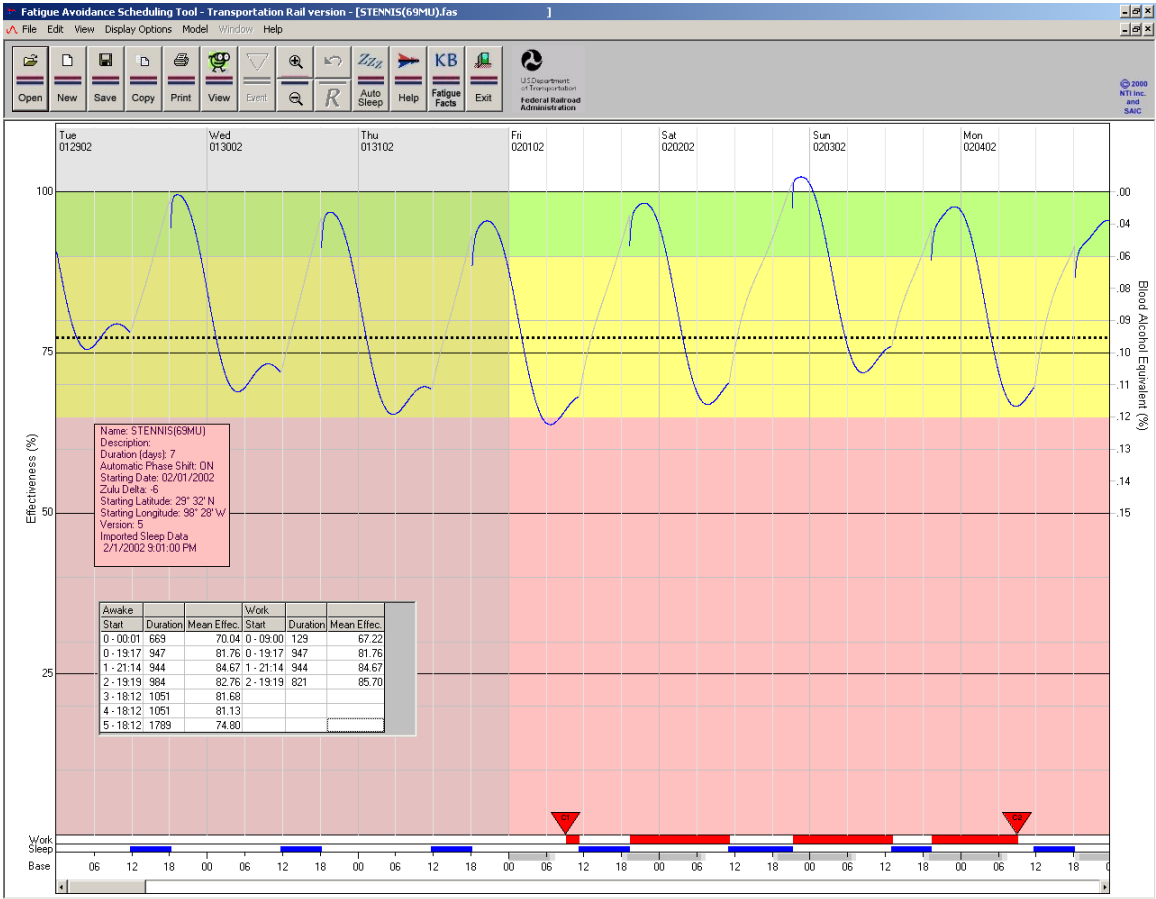 Fatigue Avoidance Scheduling Tool - Transportation Rail version - [STENNIS(69MU).fas ]
File Edit View Display Options Model Window Help
Open New Save Copy Print View Event R Zzz Auto Sleep Help KB Fatigue Facts Exit
U.S.Department
of Transportation
Federal Railroad
Administration
© 2000
NTI Inc.
and
SAIC
Tue Wed Thu Fri Sat Sun Mon
012902 013002 013102 020102 020202 020302 020402
100
75
50
25
Effectiveness (%)
.00
.04
.06
.08
.09
.10
.11
.12
.13
.14
.15
Blood Alcohol Equivalent (%)
Name: STENNIS(69MU)
Description:
Duration (days): 7
Automatic Phase Shift: ON
Starting Date: 02/01/2002
Zulu Delta: -6
Starting Latitude: 29° 32' N
Starting Longitude: 98° 28' W
Version: 5
Imported Sleep Data
2/1/2002 9:01:00 PM
Awake Work
Start Duration Mean Effec. Start Duration Mean Effec.
0 - 00:01 669 70.04 0 - 09:00 129 67.22
0 - 19:17 947 81.76 0 - 19:17 947 81.76
1 - 21:14 944 84.67 1 - 21:14 944 84.67
2 - 19:19 984 82.76 2 - 19:19 821 85.70
3 - 18:12 1051 81.68
4 - 18:12 1051 81.13
5 - 18:12 1789 74.80
C1 C2
Work
Sleep
Base 06 12 18 00 06 12 18 00 06 12 18 00 06 12 18 00 06 12 18 00 06 12 18 00 06 12 18 0